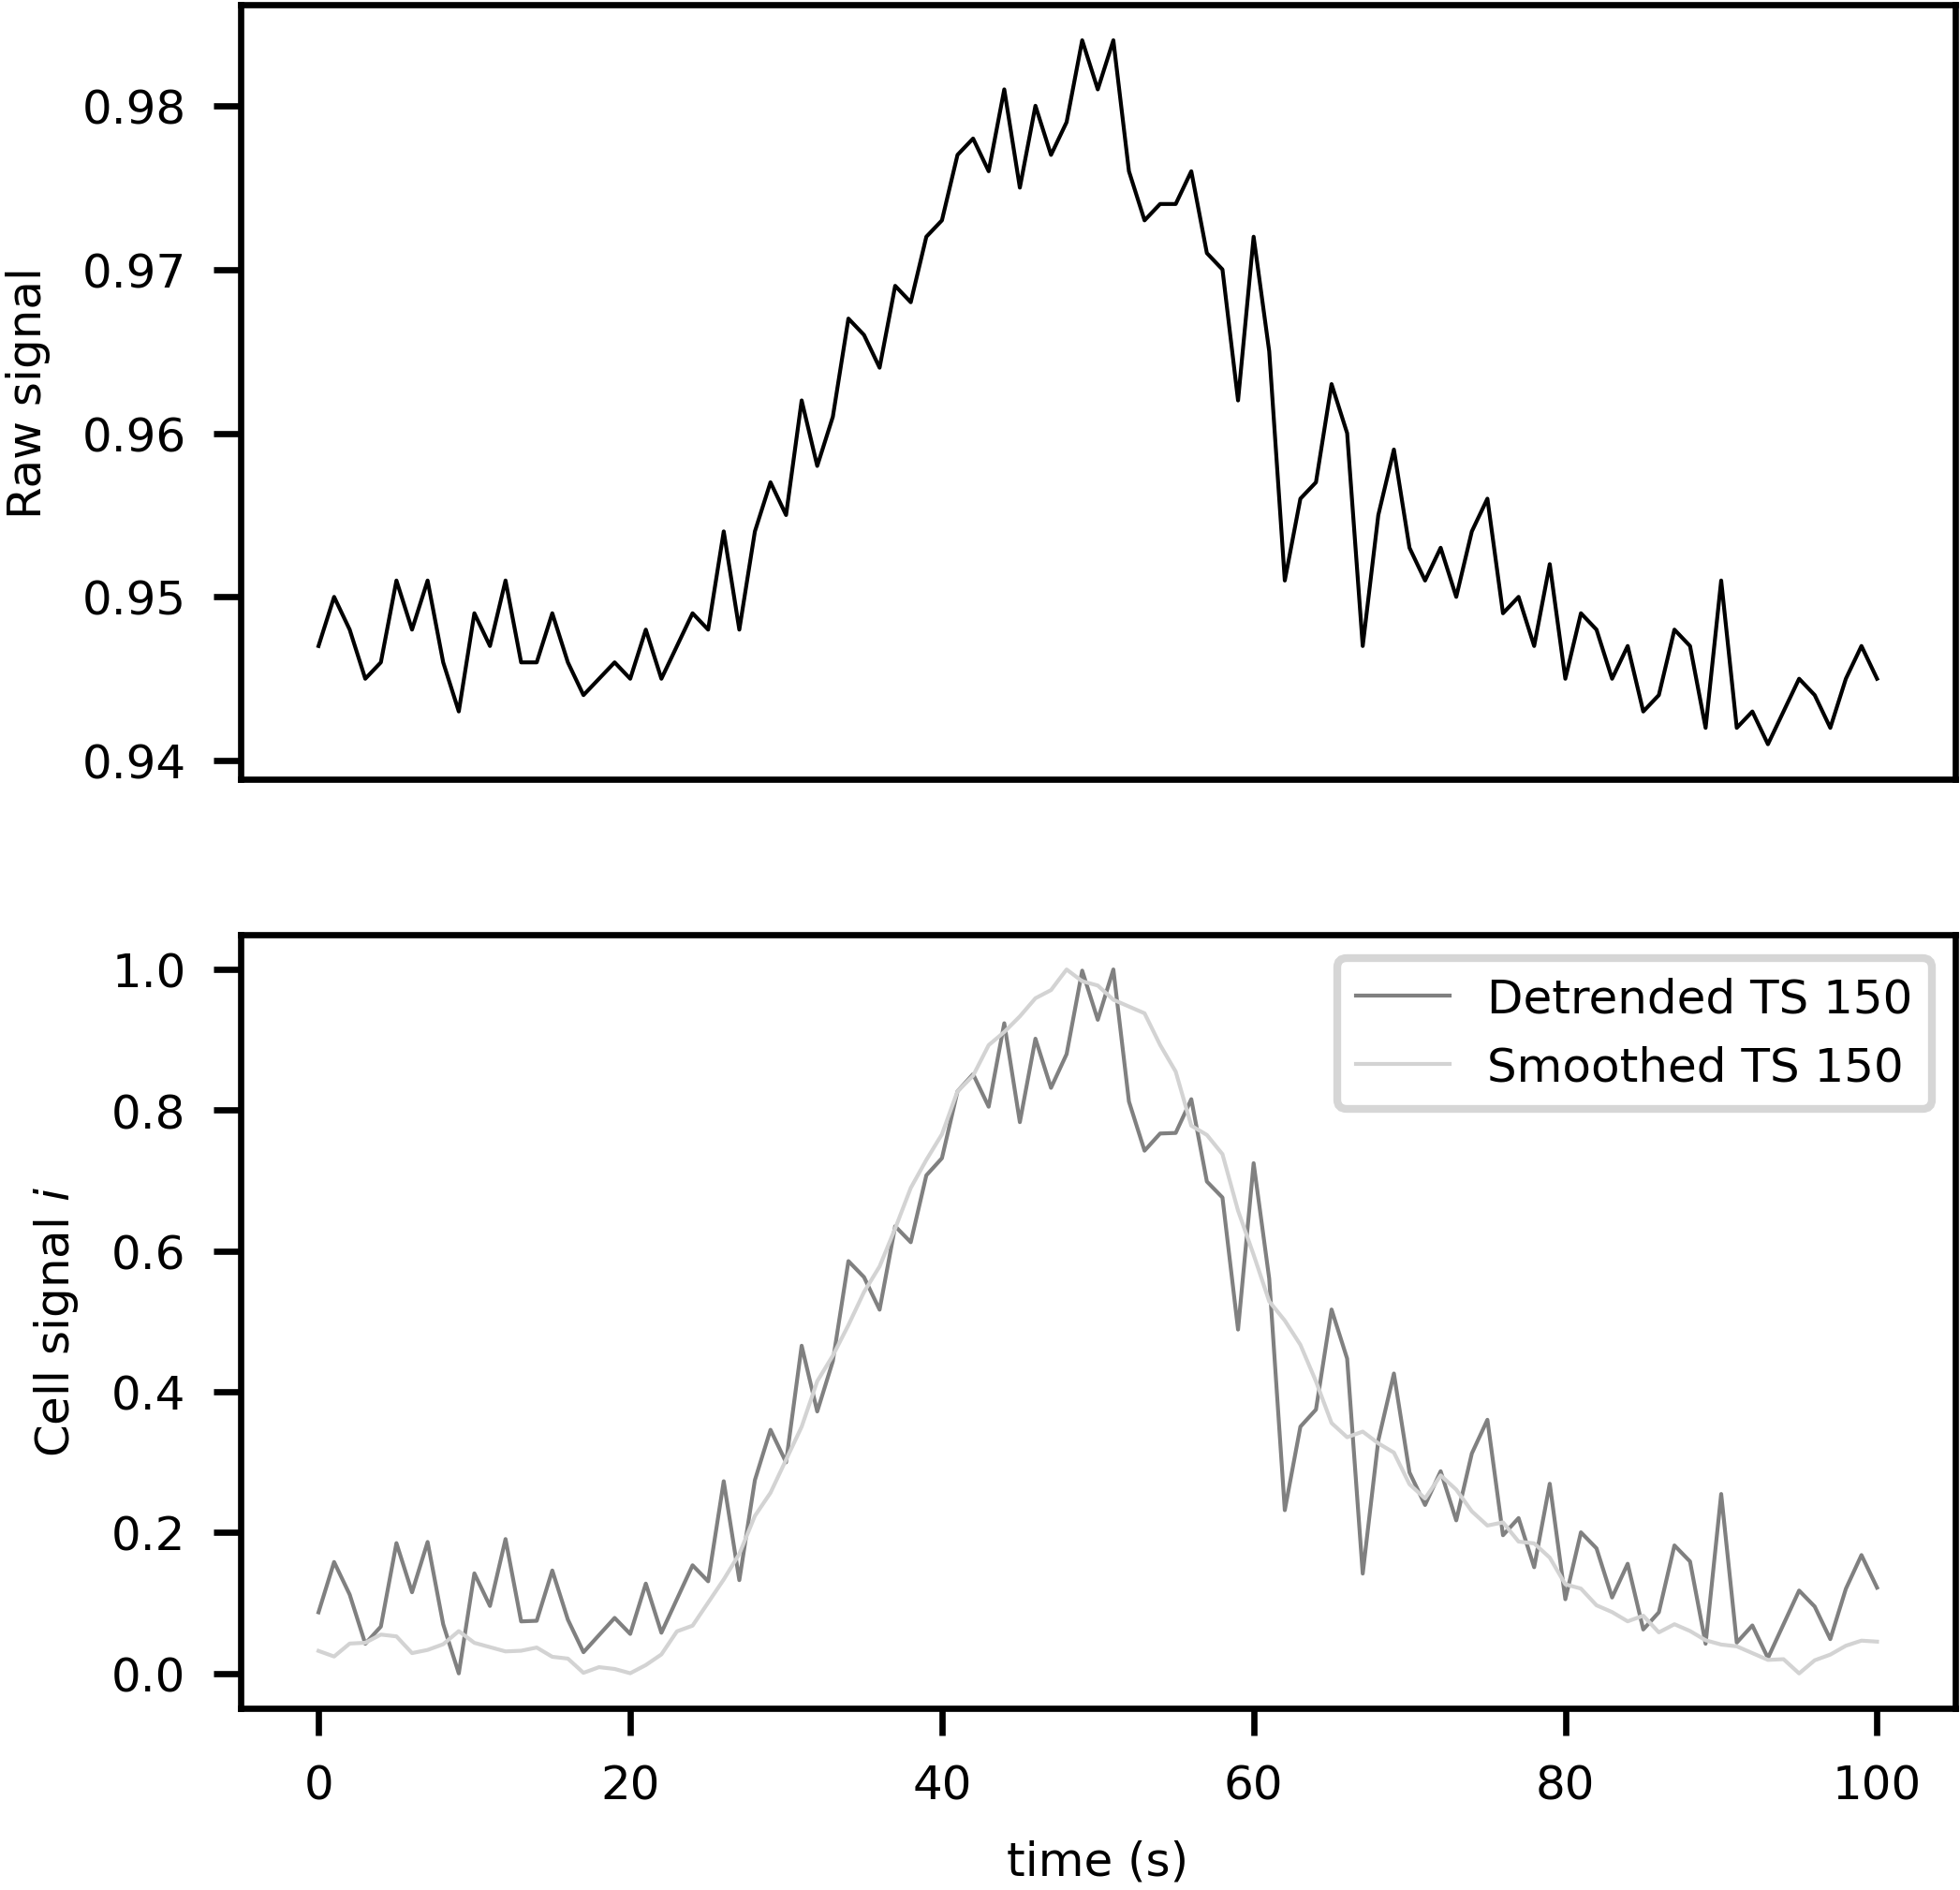 Raw signal
0.98
0.97
0.96
0.95
0.94
Cell signal i
1.0
0.8
0.6
0.4
0.2
0.0
Detrended TS 150
Smoothed TS 150
0 20 40 60 80 100
time (s)